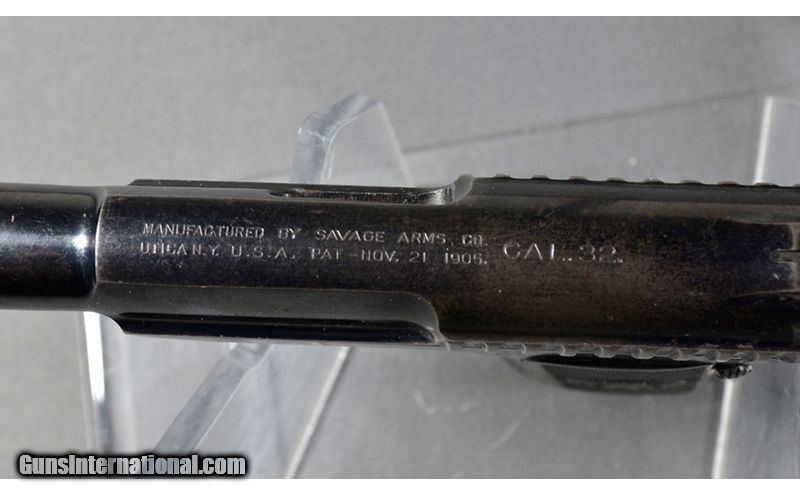 MANUFACTURED BY SAVAGE ARMS, CO. CAL. 32.
UTICA.N.Y. U.S.A. PAT-NOV. 21 1905.
GunsInternational.com